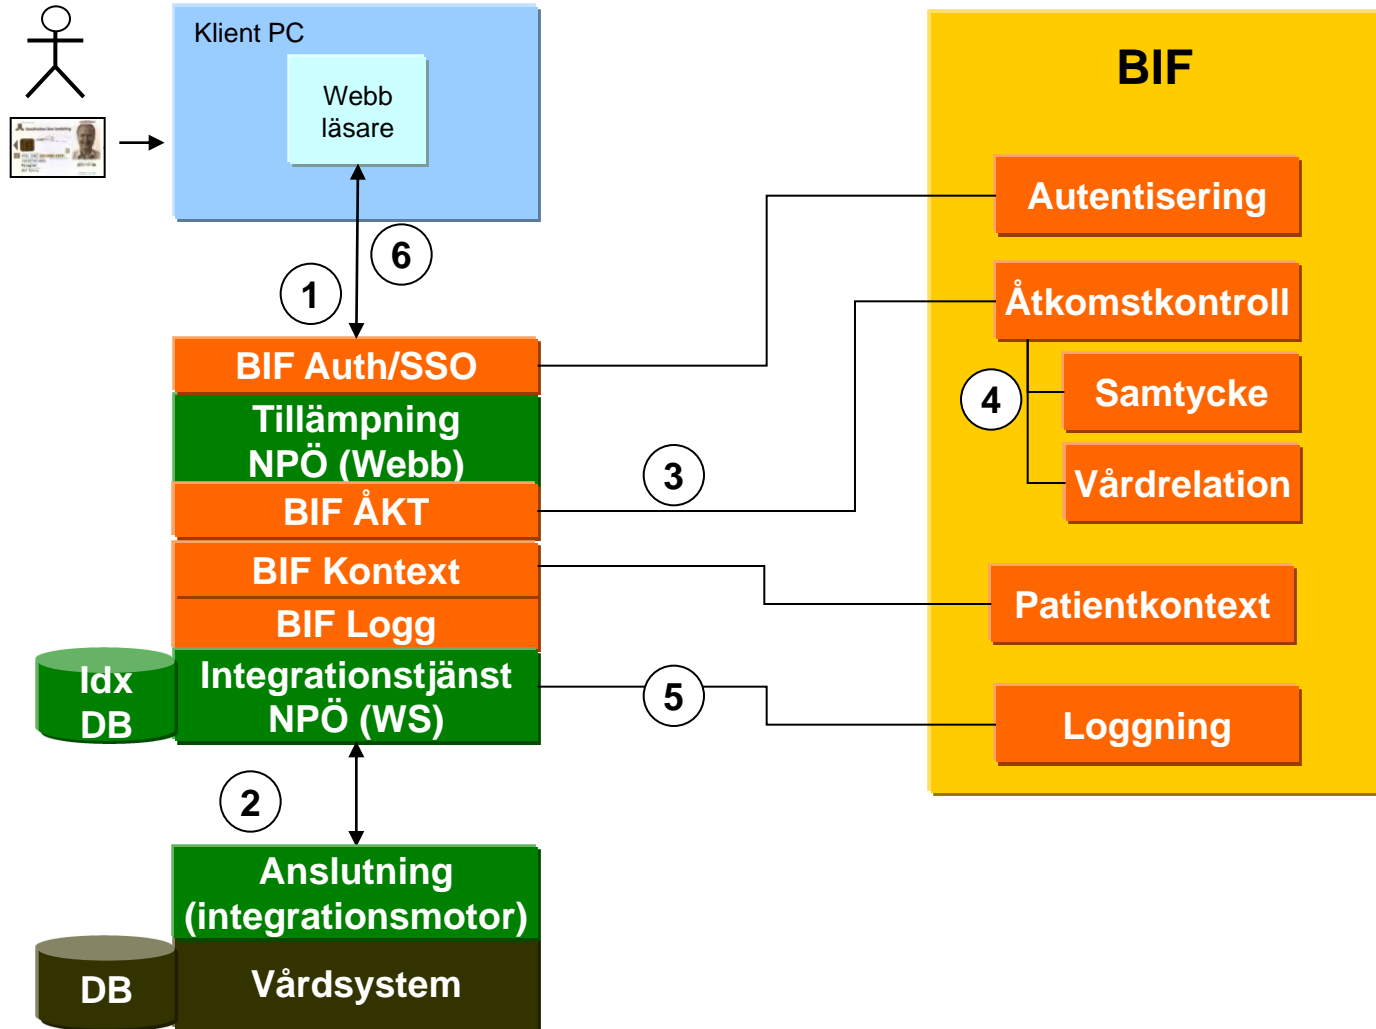 Klient PC
Webb
läsare
BIF
Autentisering
6
1
Åtkomstkontroll
BIF Auth/SSO
4
Samtycke
Tillämpning
NPÖ (Webb)
3
Vårdrelation
BIF ÅKT
BIF Kontext
Patientkontext
BIF Logg
Idx
DB
Integrationstjänst
NPÖ (WS)
5
Loggning
2
Anslutning
(integrationsmotor)
DB
Vårdsystem